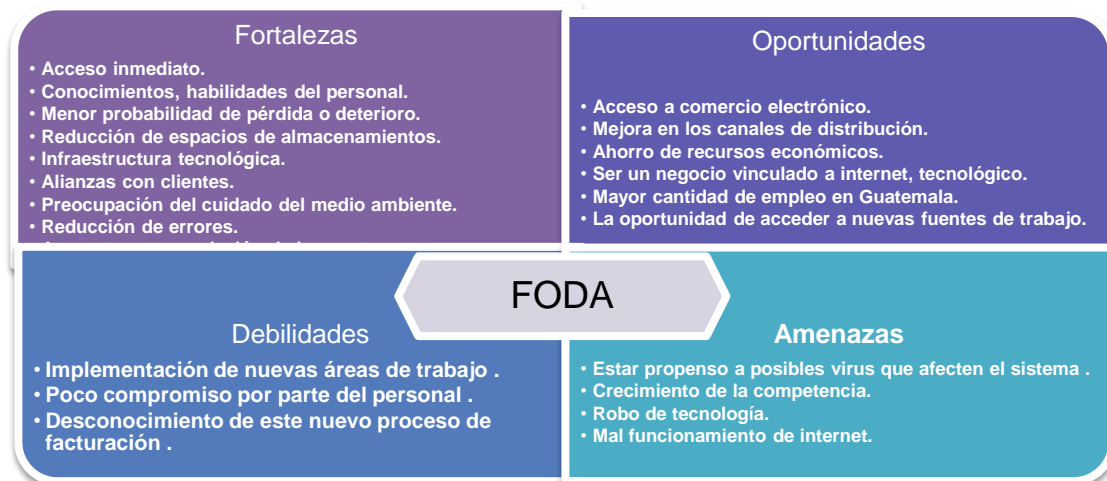 Fortalezas
• Acceso inmediato.
• Conocimientos, habilidades del personal.
• Menor probabilidad de pérdida o deterioro.
• Reducción de espacios de almacenamientos.
• Infraestructura tecnológica.
• Alianzas con clientes.
• Preocupación del cuidado del medio ambiente.
• Reducción de errores.
Oportunidades
• Acceso a comercio electrónico.
• Mejora en los canales de distribución.
• Ahorro de recursos económicos.
• Ser un negocio vinculado a internet, tecnológico.
• Mayor cantidad de empleo en Guatemala.
• La oportunidad de acceder a nuevas fuentes de trabajo.
FODA
Debilidades
• Implementación de nuevas áreas de trabajo .
• Poco compromiso por parte del personal .
• Desconocimiento de este nuevo proceso de
facturación .
Amenazas
• Estar propenso a posibles virus que afecten el sistema .
• Crecimiento de la competencia.
• Robo de tecnología.
• Mal funcionamiento de internet.